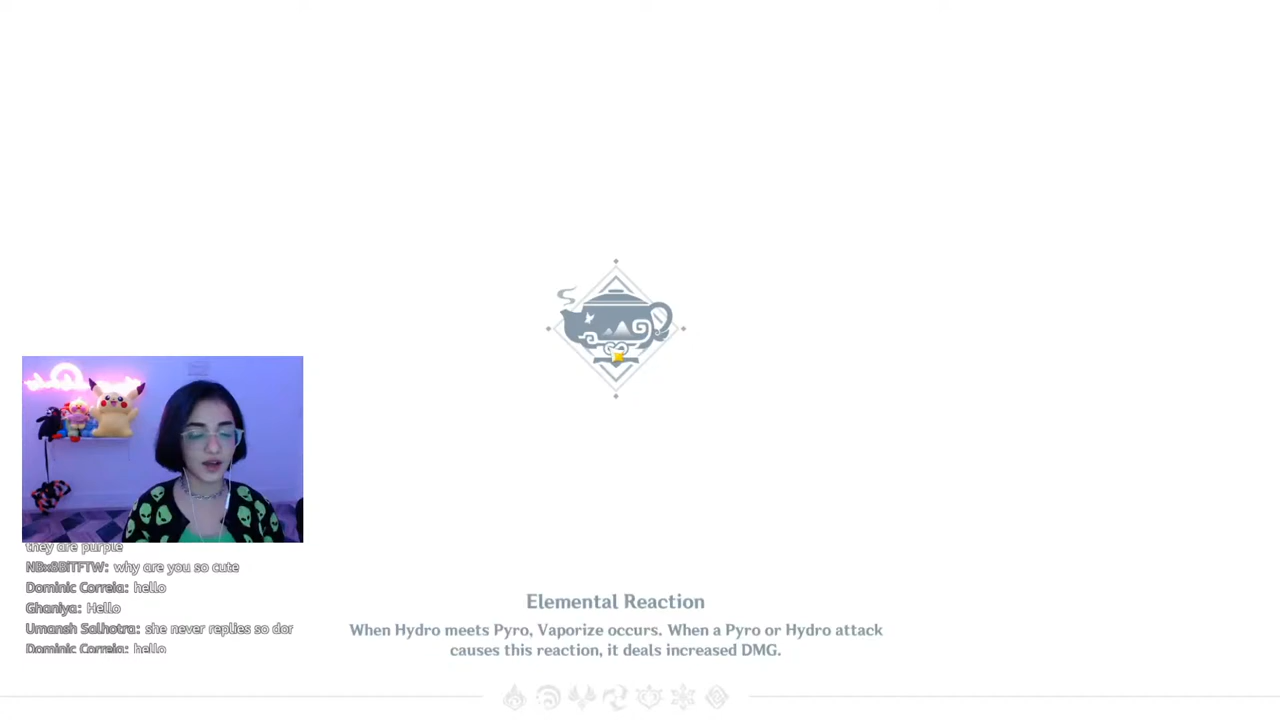 they are purple
NBx8BiTFTW: why are you so cute
Dominic Correia: hello
Ghaniya: Hello
Umansh Salhotra: she never replies so dor
Dominic Correia: hello
Elemental Reaction
When Hydro meets Pyro, Vaporize occurs. When a Pyro or Hydro attack
causes this reaction, it deals increased DMG.